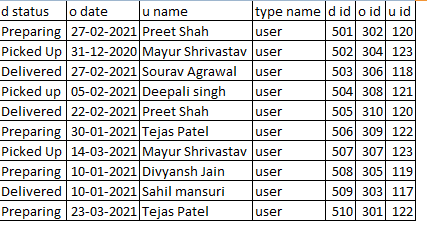 d status o date u name type name d id o id u id
Preparing 27-02-2021 Preet Shah user 501 302 120
Picked Up 31-12-2020 Mayur Shrivastav user 502 304 123
Delivered 27-02-2021 Sourav Agrawal user 503 306 118
Picked up 05-02-2021 Deepali singh user 504 308 121
Delivered 22-02-2021 Preet Shah user 505 310 120
Preparing 30-01-2021 Tejas Patel user 506 309 122
Picked Up 14-03-2021 Mayur Shrivastav user 507 307 123
Preparing 10-01-2021 Divyansh Jain user 508 305 119
Delivered 10-01-2021 Sahil mansuri user 509 303 117
Preparing 23-03-2021 Tejas Patel user 510 301 122